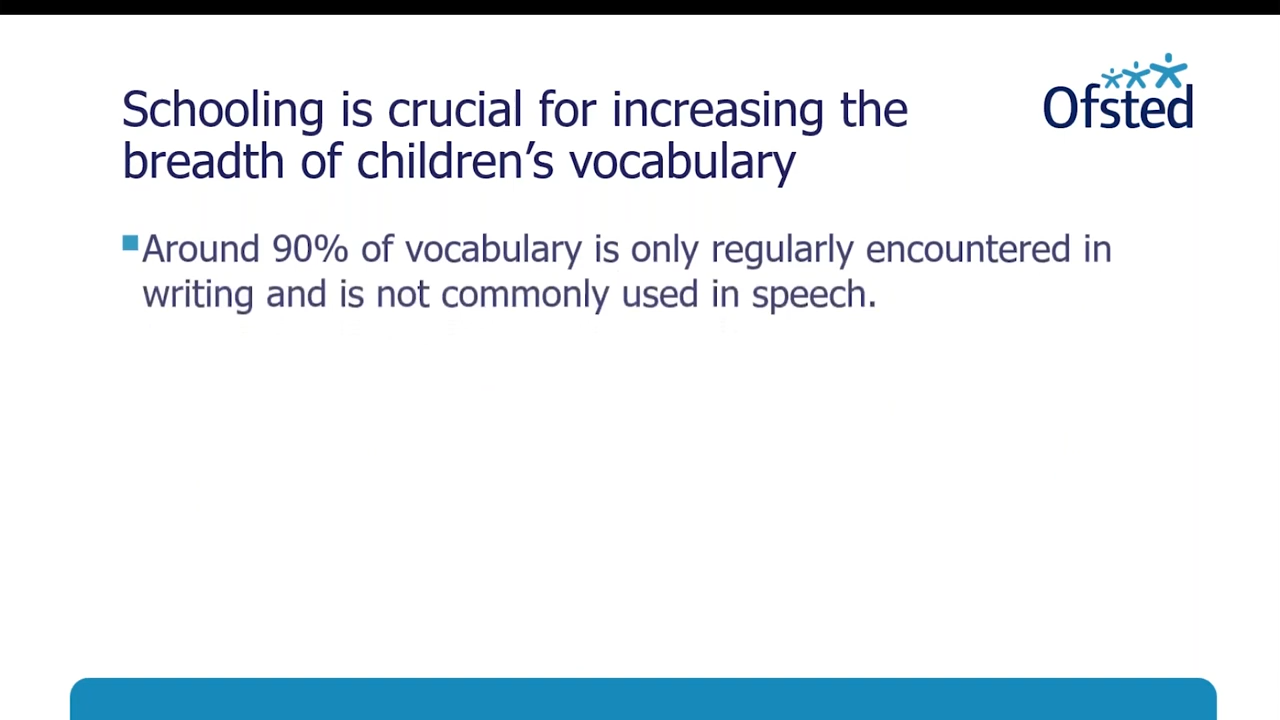 Schooling is crucial for increasing the
breadth of children’s vocabulary
Ofsted
Around 90% of vocabulary is only regularly encountered in
writing and is not commonly used in speech.